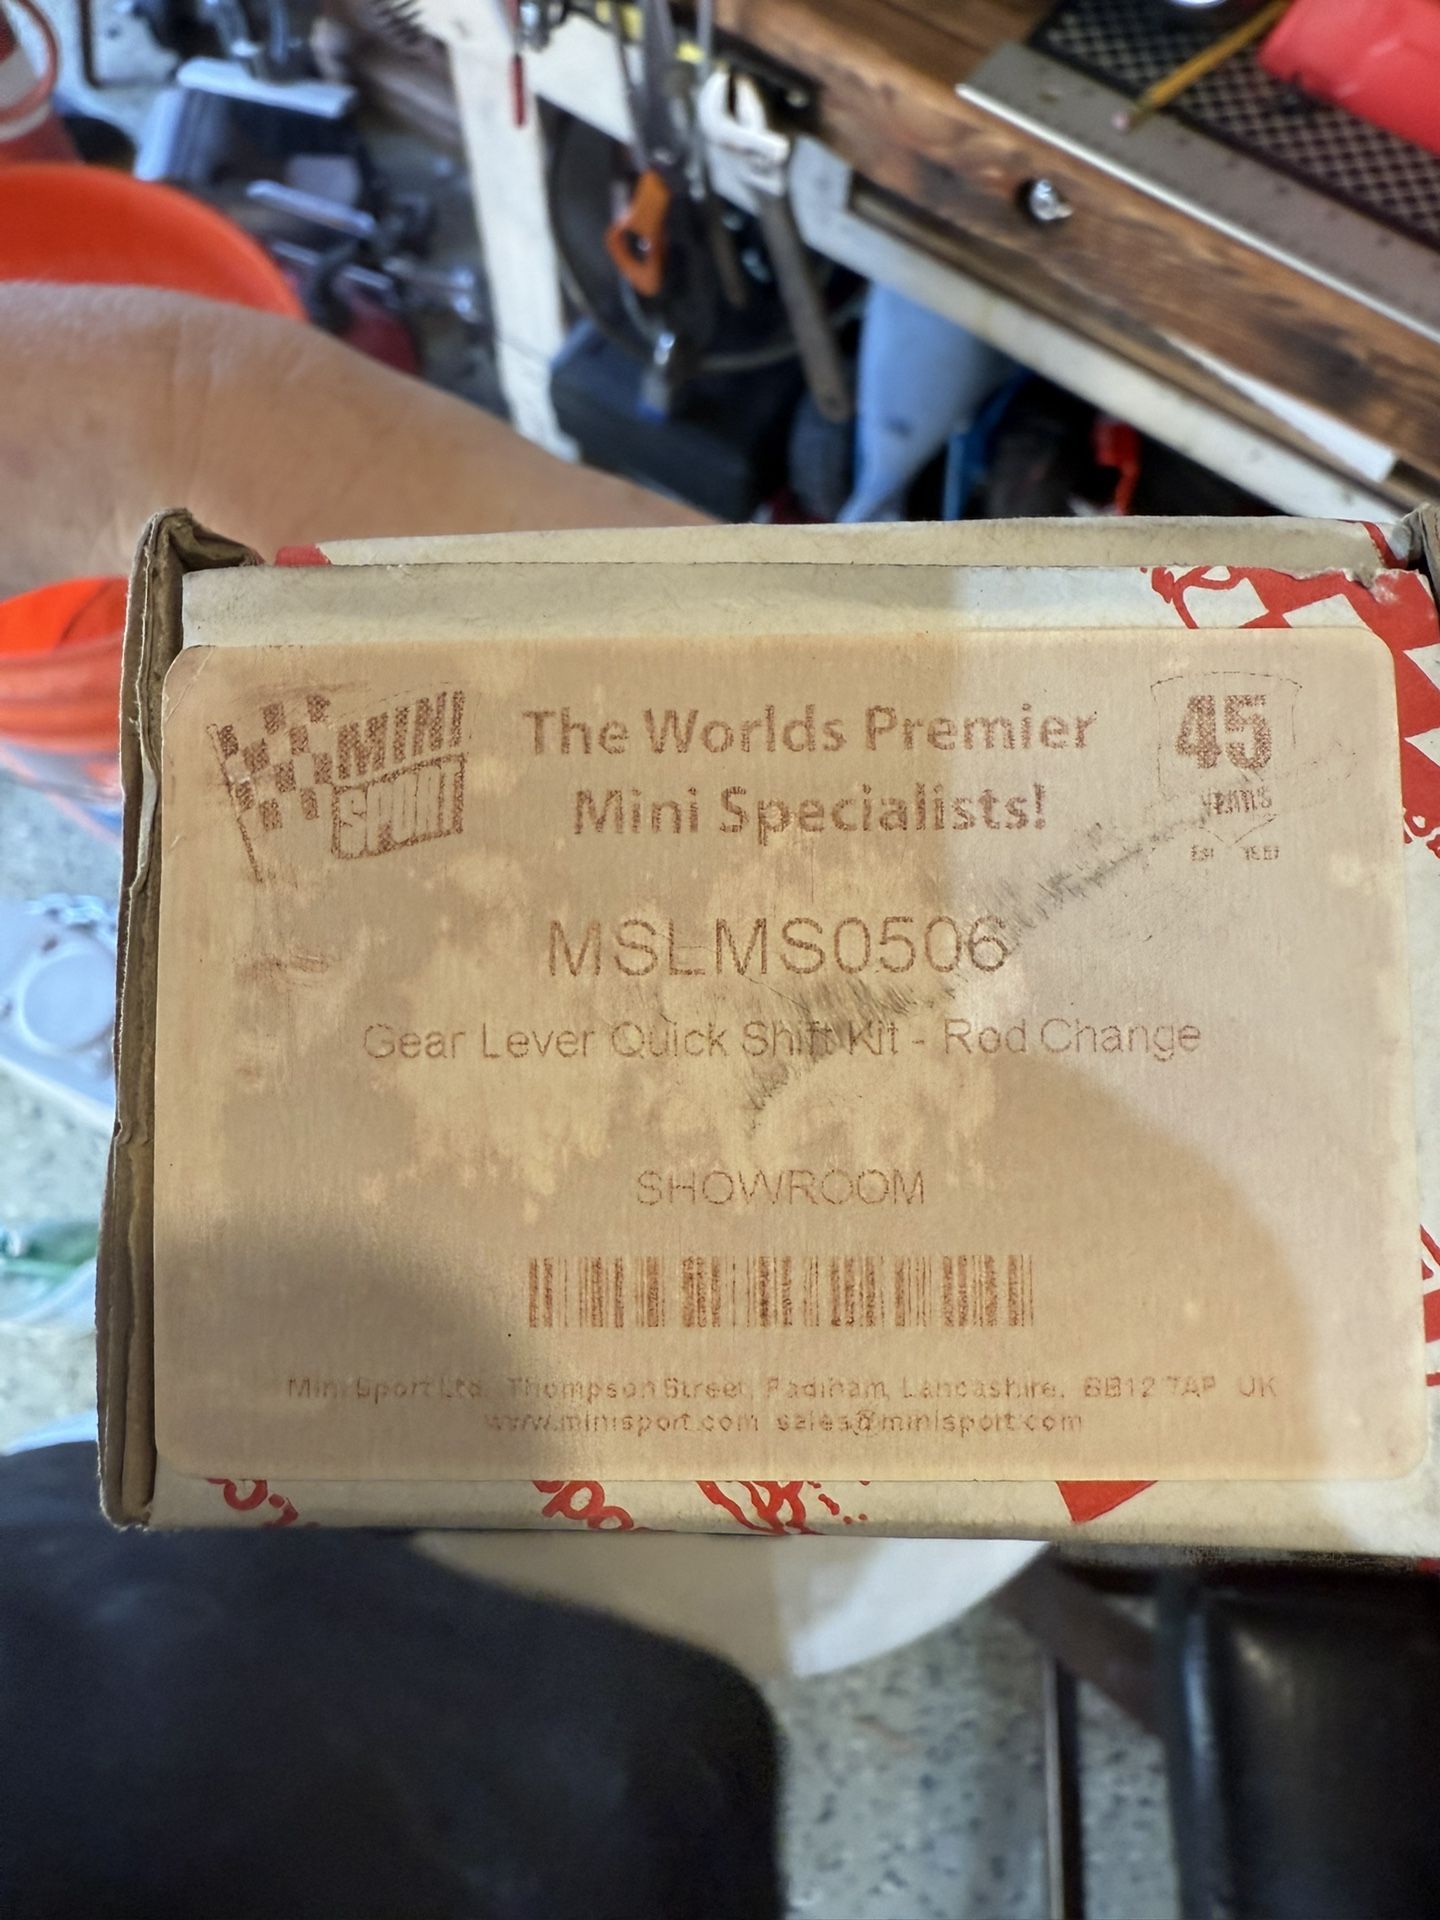 MINI
SPORT
The Worlds Premier
Mini Specialists!
45
YEARS
MSLMS0506
Gear Lever Quick Shift Kit - Rod Change
SHOWROOM
Mini Sport Ltd, Thompson Street, Padiham, Lancashire, BB12 7AP UK
www.minisport.com sales@minisport.com